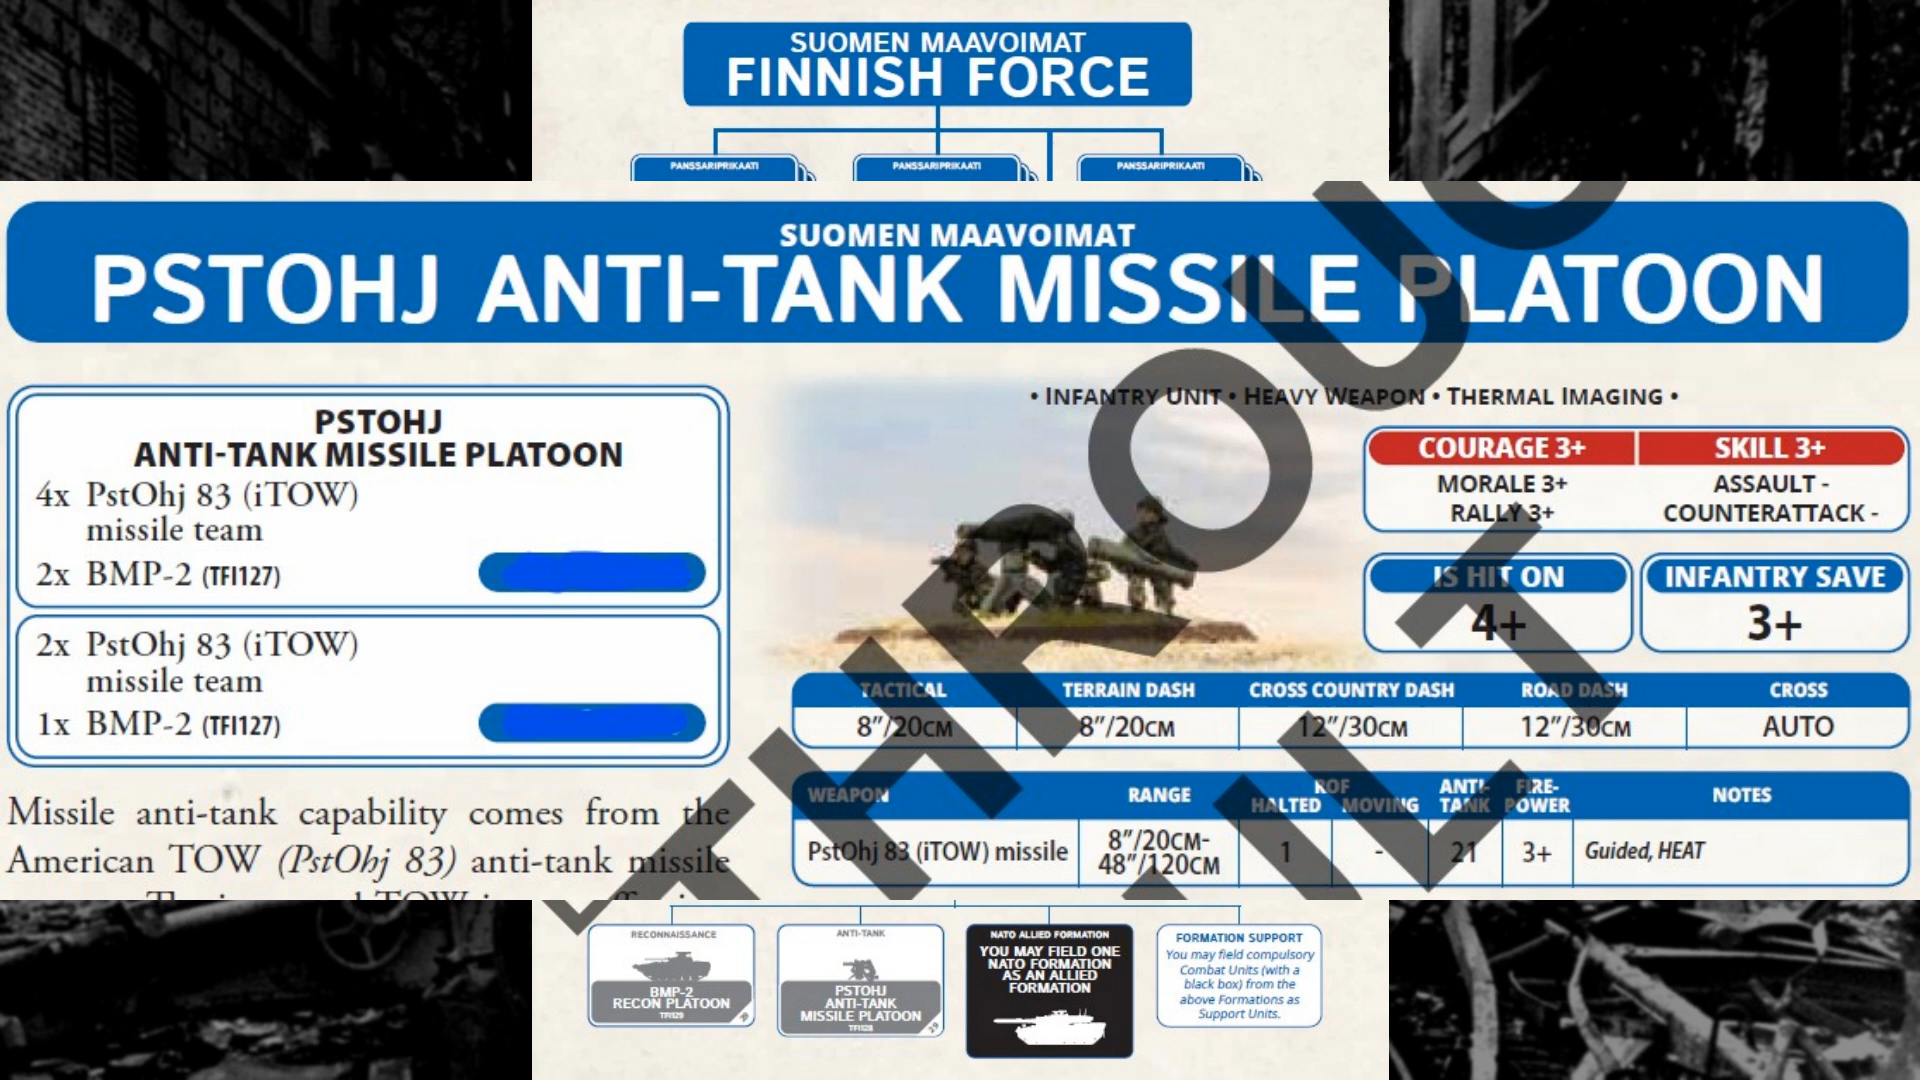 SUOMEN MAAVOIMAT
FINNISH FORCE
PANSSARIPRIKAATI
PANSSARIPRIKAATI
PANSSARIPRIKAATI
SUOMEN MAAVOIMAT
PSTOHJ ANTI-TANK MISSILE PLATOON
PSTOHJ
ANTI-TANK MISSILE PLATOON
4x PstOhj 83 (iTOW)
missile team
2x BMP-2 (TFI127)
2x PstOhj 83 (iTOW)
missile team
1x BMP-2 (TFI127)
Missile anti-tank capability comes from the
American TOW (PstOhj 83) anti-tank missile
• INFANTRY UNIT • HEAVY WEAPON • THERMAL IMAGING •
COURAGE 3+ SKILL 3+
MORALE 3+ ASSAULT -
RALLY 3+ COUNTERATTACK -
IS HIT ON INFANTRY SAVE
4+ 3+
TACTICAL TERRAIN DASH CROSS COUNTRY DASH ROAD DASH CROSS
8"/20CM 8"/20CM 12"/30CM 12"/30CM AUTO
WEAPON RANGE ROF HALTED MOVING ANTI-TANK FIRE-POWER NOTES
PstOhj 83 (iTOW) missile 8"/20CM-48"/120CM 1 - 21 3+ Guided, HEAT
THROUG
ILT
RECONNAISSANCE
BMP-2
RECON PLATOON
TFI129
ANTI-TANK
PSTOHJ
ANTI-TANK
MISSILE PLATOON
TFI128
29
NATO ALLIED FORMATION
YOU MAY FIELD ONE
NATO FORMATION
AS AN ALLIED
FORMATION
FORMATION SUPPORT
You may field compulsory
Combat Units (with a
black box) from the
above Formations as
Support Units.